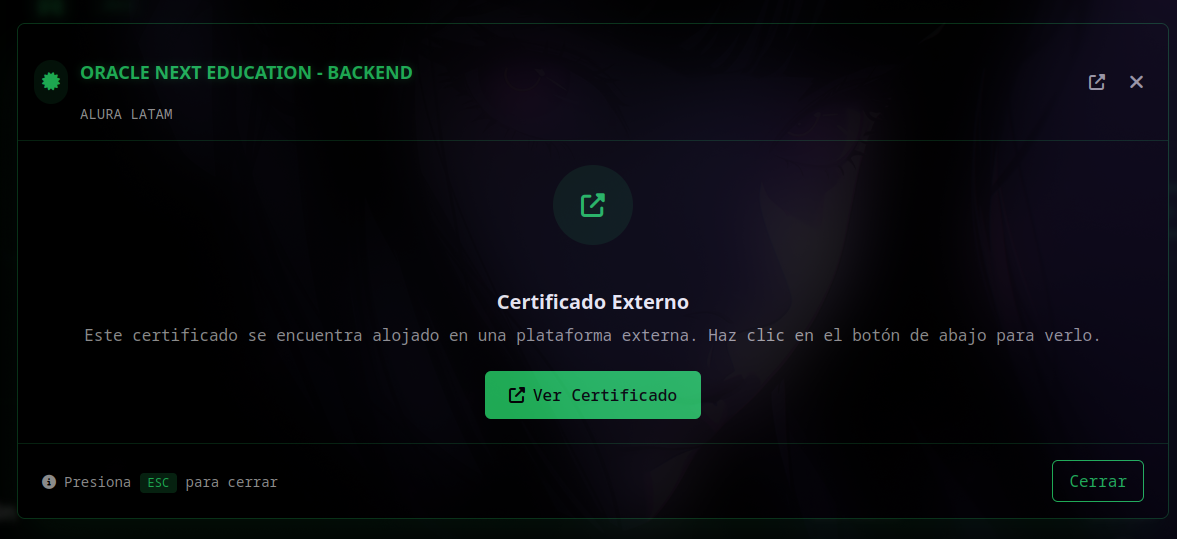 ORACLE NEXT EDUCATION - BACKEND
ALURA LATAM
Certificado Externo
Este certificado se encuentra alojado en una plataforma externa. Haz clic en el botón de abajo para verlo.
Ver Certificado
Presiona ESC para cerrar
Cerrar